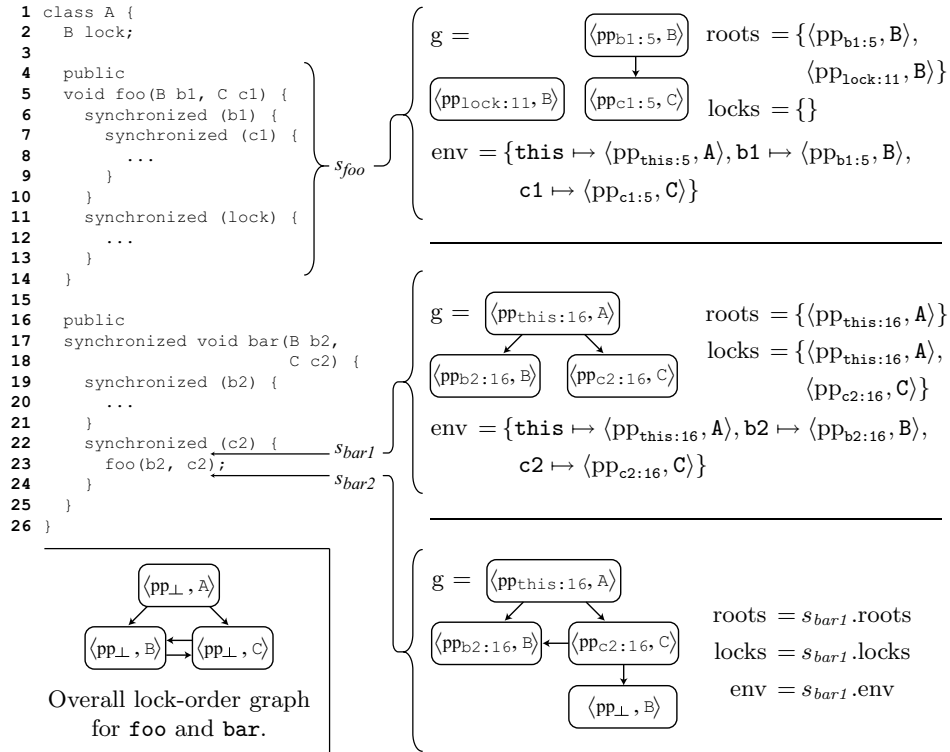 1 class A {
2 B lock;
3
4 public
5 void foo(B b1, C c1) {
6 synchronized (b1) {
7 synchronized (c1) {
8 ...
9 }
10 }
11 synchronized (lock) {
12 ...
13 }
14 }
15
16 public
17 synchronized void bar(B b2,
18 C c2) {
19 synchronized (b2) {
20 ...
21 }
22 synchronized (c2) {
23 foo(b2, c2);
24 }
25 }
26 }
s_foo
g = ⟨pp_b1:5, B⟩ roots = {⟨pp_b1:5, B⟩,
⟨pp_lock:11, B⟩}
⟨pp_lock:11, B⟩ ⟨pp_c1:5, C⟩ locks = {}
env = {this ↦ ⟨pp_this:5, A⟩, b1 ↦ ⟨pp_b1:5, B⟩,
c1 ↦ ⟨pp_c1:5, C⟩}
s_bar1
g = ⟨pp_this:16, A⟩ roots = {⟨pp_this:16, A⟩}
locks = {⟨pp_this:16, A⟩,
⟨pp_b2:16, B⟩ ⟨pp_c2:16, C⟩ ⟨pp_c2:16, C⟩}
env = {this ↦ ⟨pp_this:16, A⟩, b2 ↦ ⟨pp_b2:16, B⟩,
c2 ↦ ⟨pp_c2:16, C⟩}
s_bar2
g = ⟨pp_this:16, A⟩
roots = s_bar1.roots
⟨pp_b2:16, B⟩ ⟨pp_c2:16, C⟩ locks = s_bar1.locks
env = s_bar1.env
⟨pp_⊥, B⟩
⟨pp_⊥, A⟩
⟨pp_⊥, B⟩ ⟨pp_⊥, C⟩
Overall lock-order graph
for foo and bar.